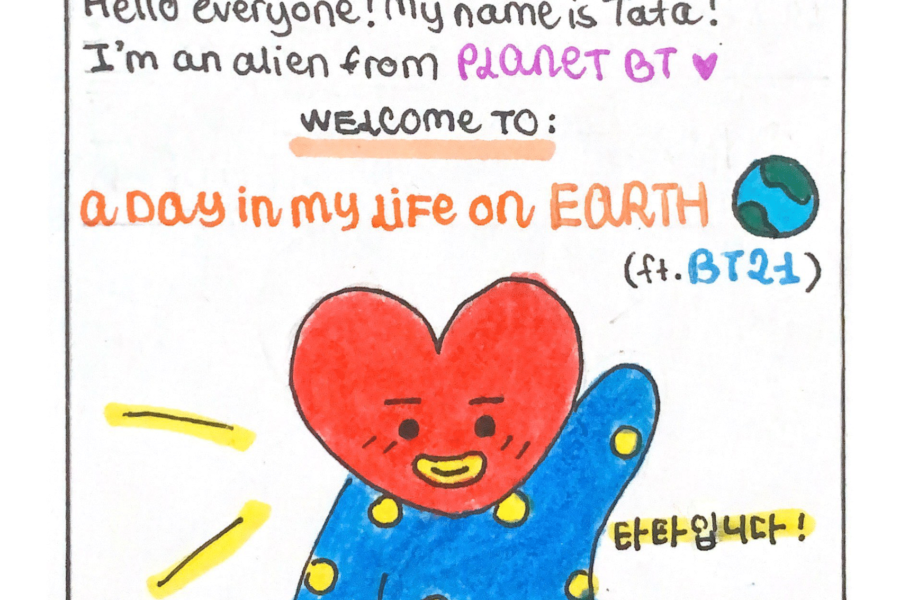 Hello everyone! My name is Tata!
I'm an alien from PLANET BT ♥
WELCOME TO:
a Day in my LiFe on EARTH
(ft. BT21)
타타입니다!